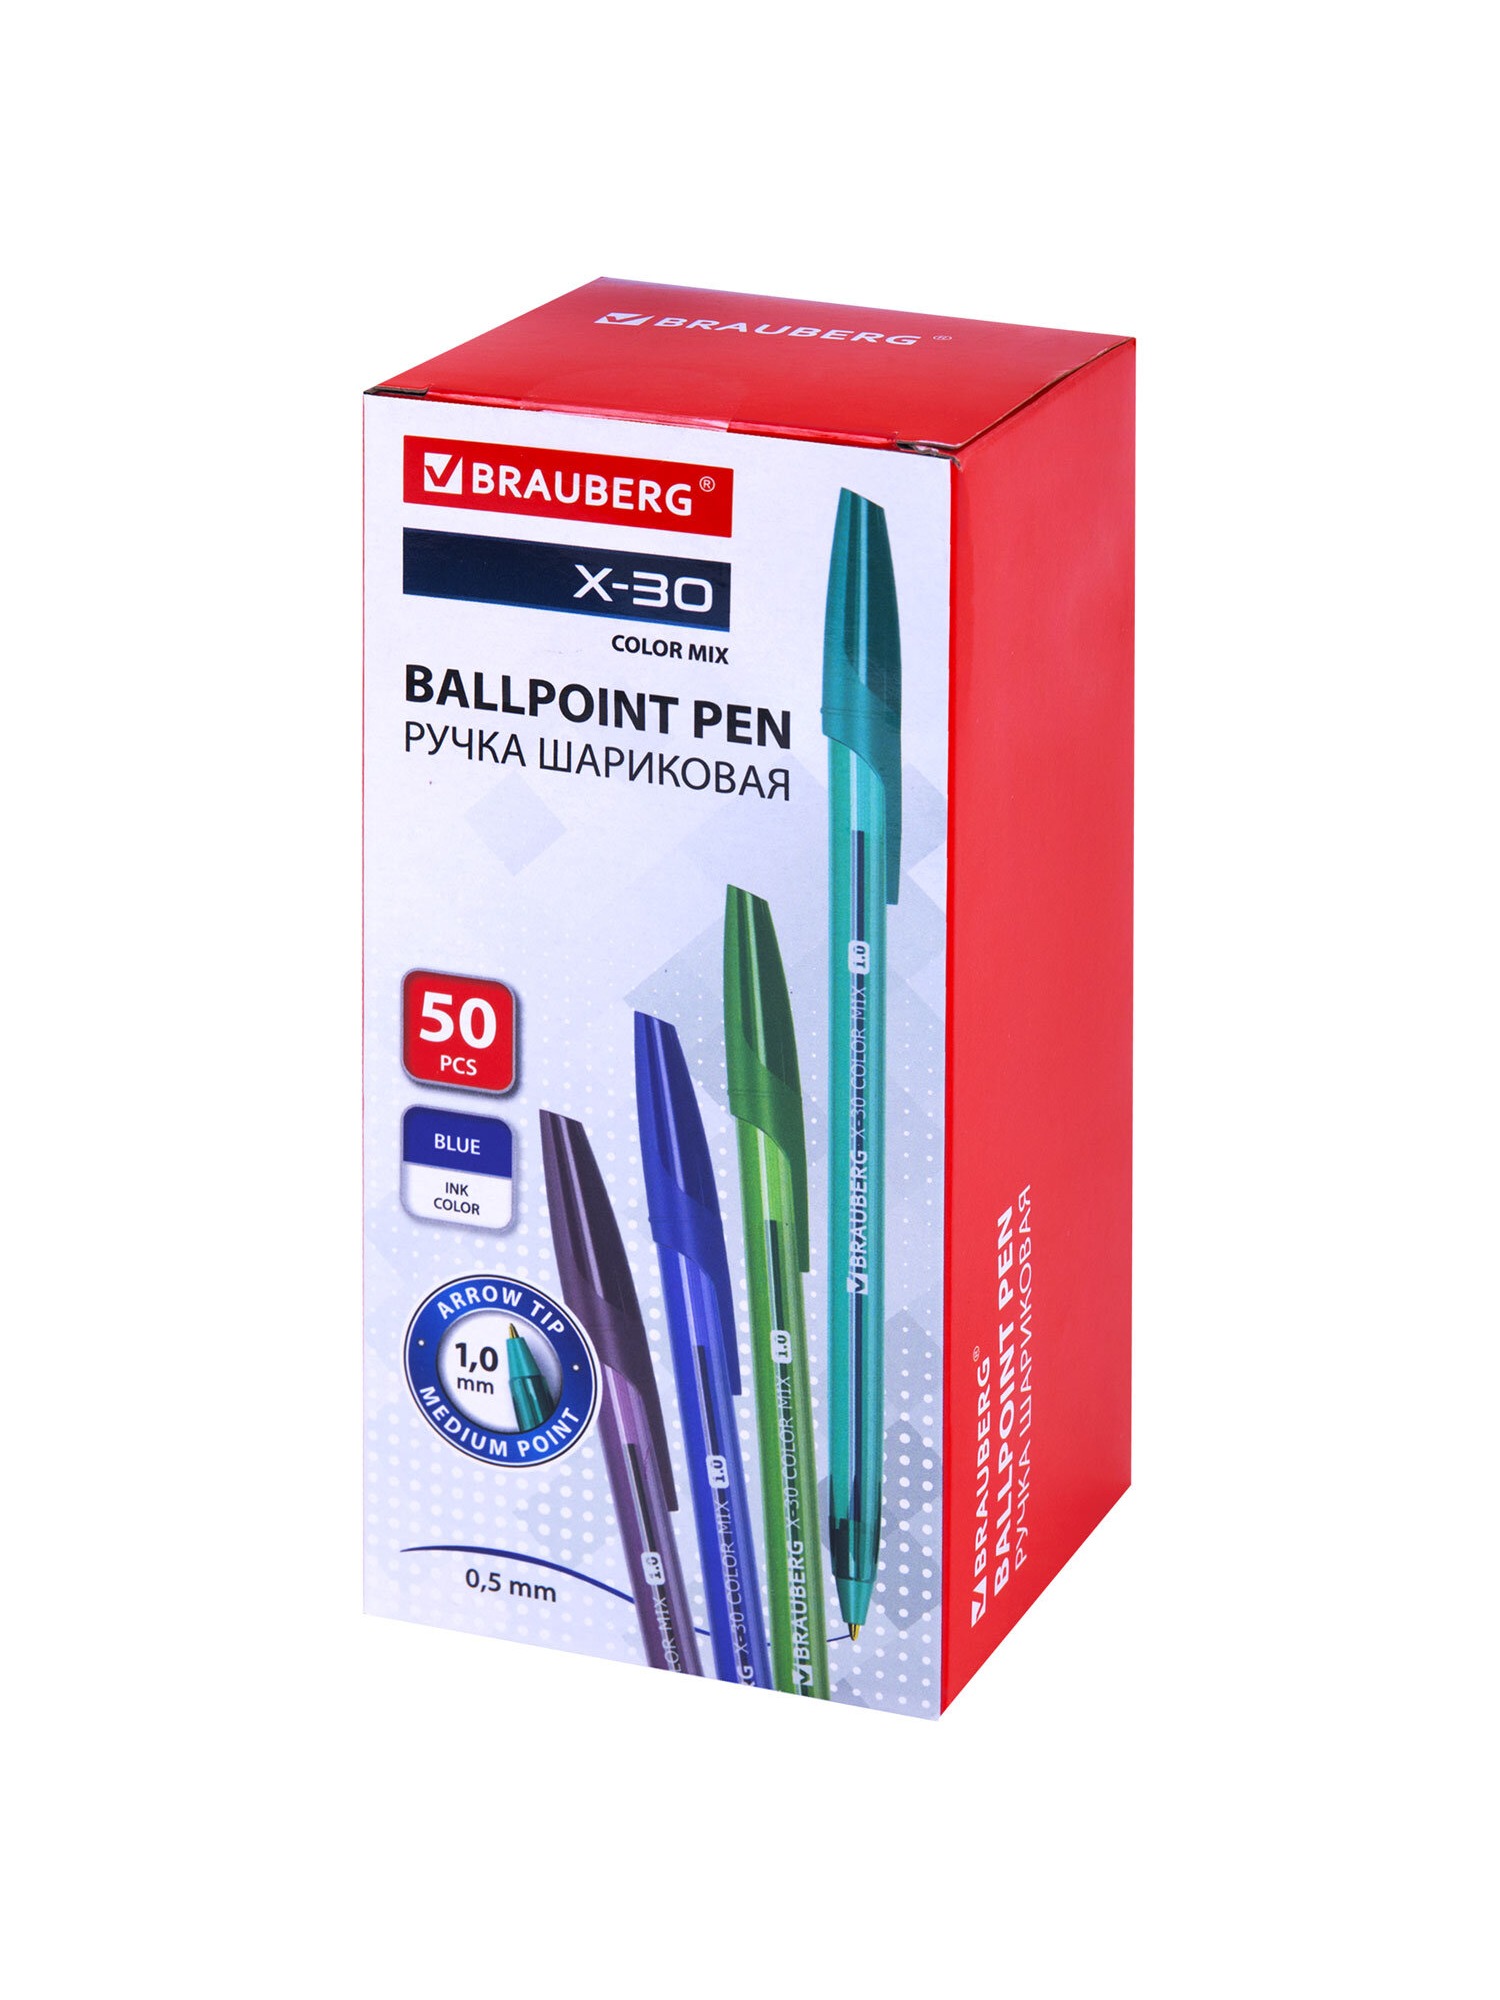 BRAUBERG ®
BRAUBERG®
X-30
COLOR MIX
BALLPOINT PEN
РУЧКА ШАРИКОВАЯ
50
PCS
BLUE
INK
COLOR
ARROW TIP
1,0
mm
MEDIUM POINT
0,5 mm
LOR MIX 1.0
RG X-30 COLOR MIX 1.0
BRAUBERG X-30 COLOR MIX 1.0
BRAUBERG X-30 COLOR MIX 1.0
BRAUBERG®
BALLPOINT PEN
РУЧКА ШАРИКОВАЯ